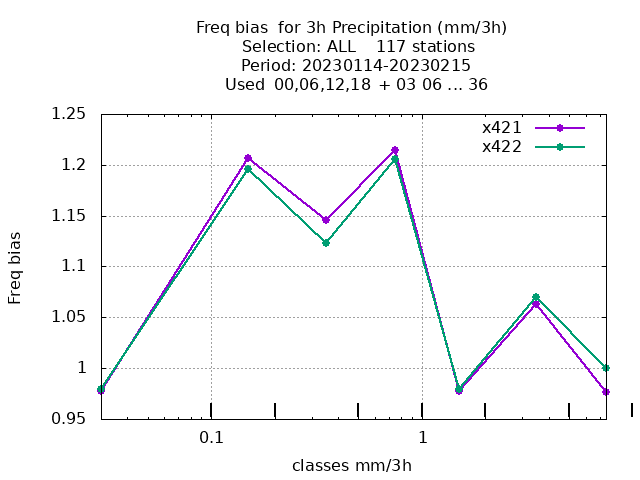 Freq bias  for 3h Precipitation (mm/3h)
Selection: ALL    117 stations
Period: 20230114-20230215
Used  00,06,12,18  + 03 06 ... 36
x421
x422
1.25
1.2
1.15
1.1
1.05
1
0.95
Freq bias
0.1
1
classes mm/3h